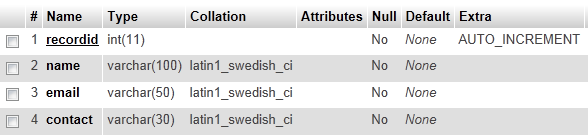 # Name Type Collation Attributes Null Default Extra
1 recordid int(11) No None AUTO_INCREMENT
2 name varchar(100) latin1_swedish_ci No None
3 email varchar(50) latin1_swedish_ci No None
4 contact varchar(30) latin1_swedish_ci No None